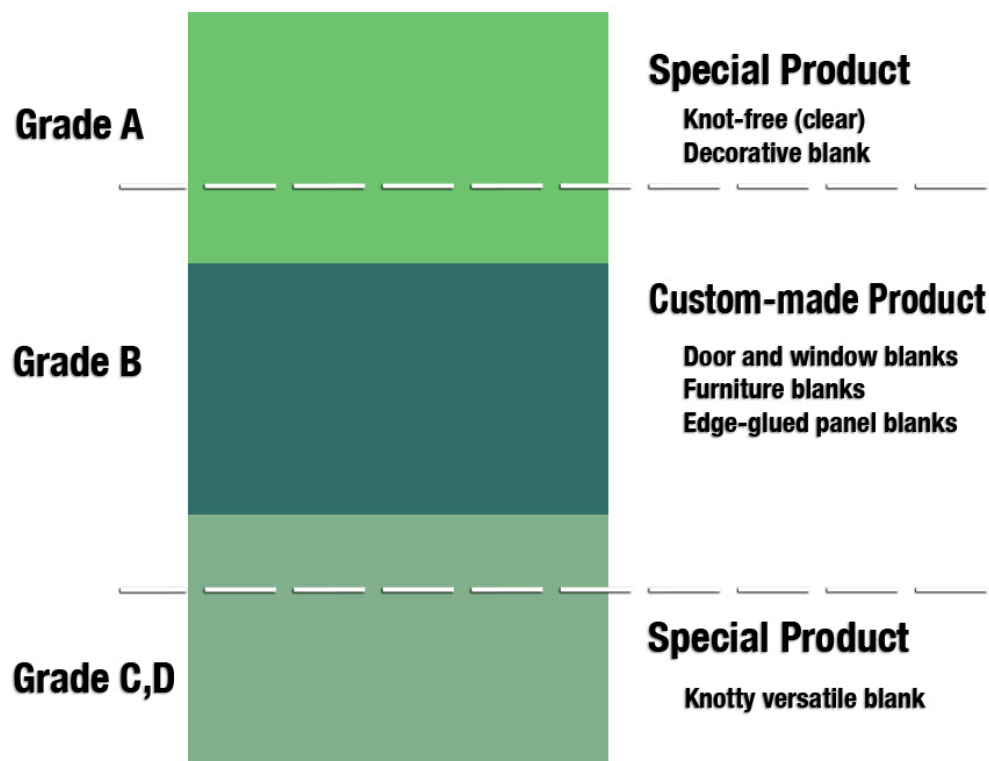 Grade A
Special Product
Knot-free (clear)
Decorative blank
Grade B
Custom-made Product
Door and window blanks
Furniture blanks
Edge-glued panel blanks
Grade C,D
Special Product
Knotty versatile blank